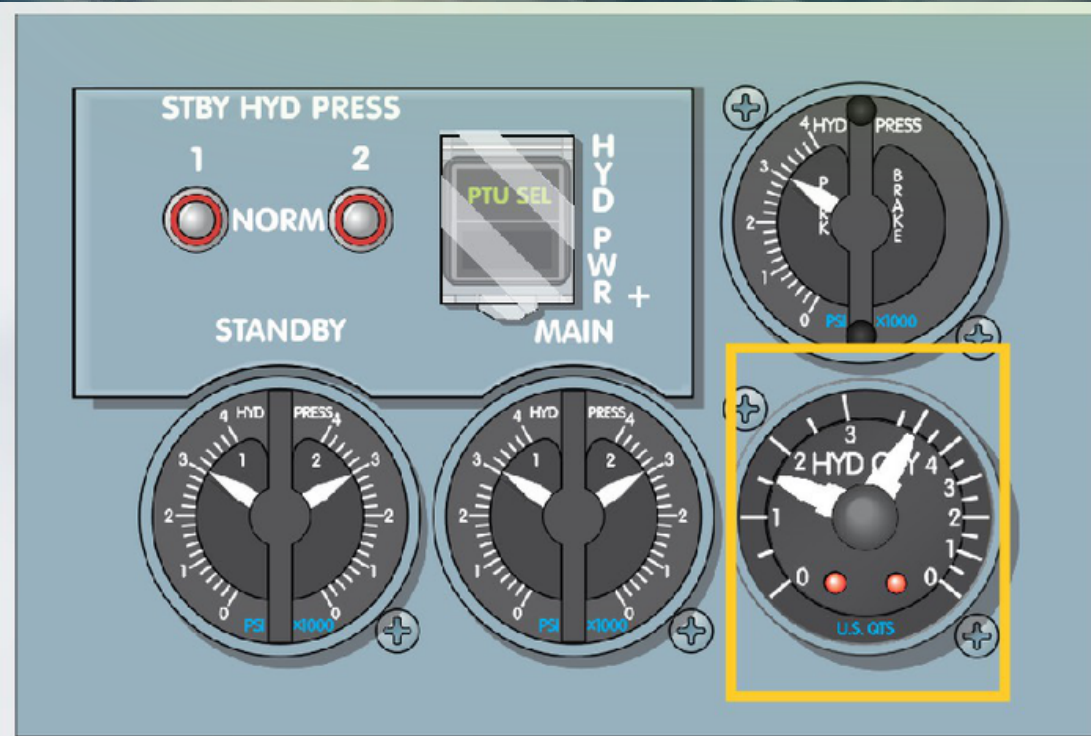 STBY HYD PRESS
1 2
NORM
PTU SEL
HYD PWR
STANDBY
MAIN
4 HYD PRESS
3
2
1
0
PARK
BRAKE
PSI X1000
4 HYD PRESS 4
1 2
3 3
2 2
1 1
0 0
PSI X1000
4 HYD PRESS 4
1 2
3 3
2 2
1 1
0 0
PSI X1000
3
2 HYD QTY 4
3
1 2
1
0 0
U.S. QTS